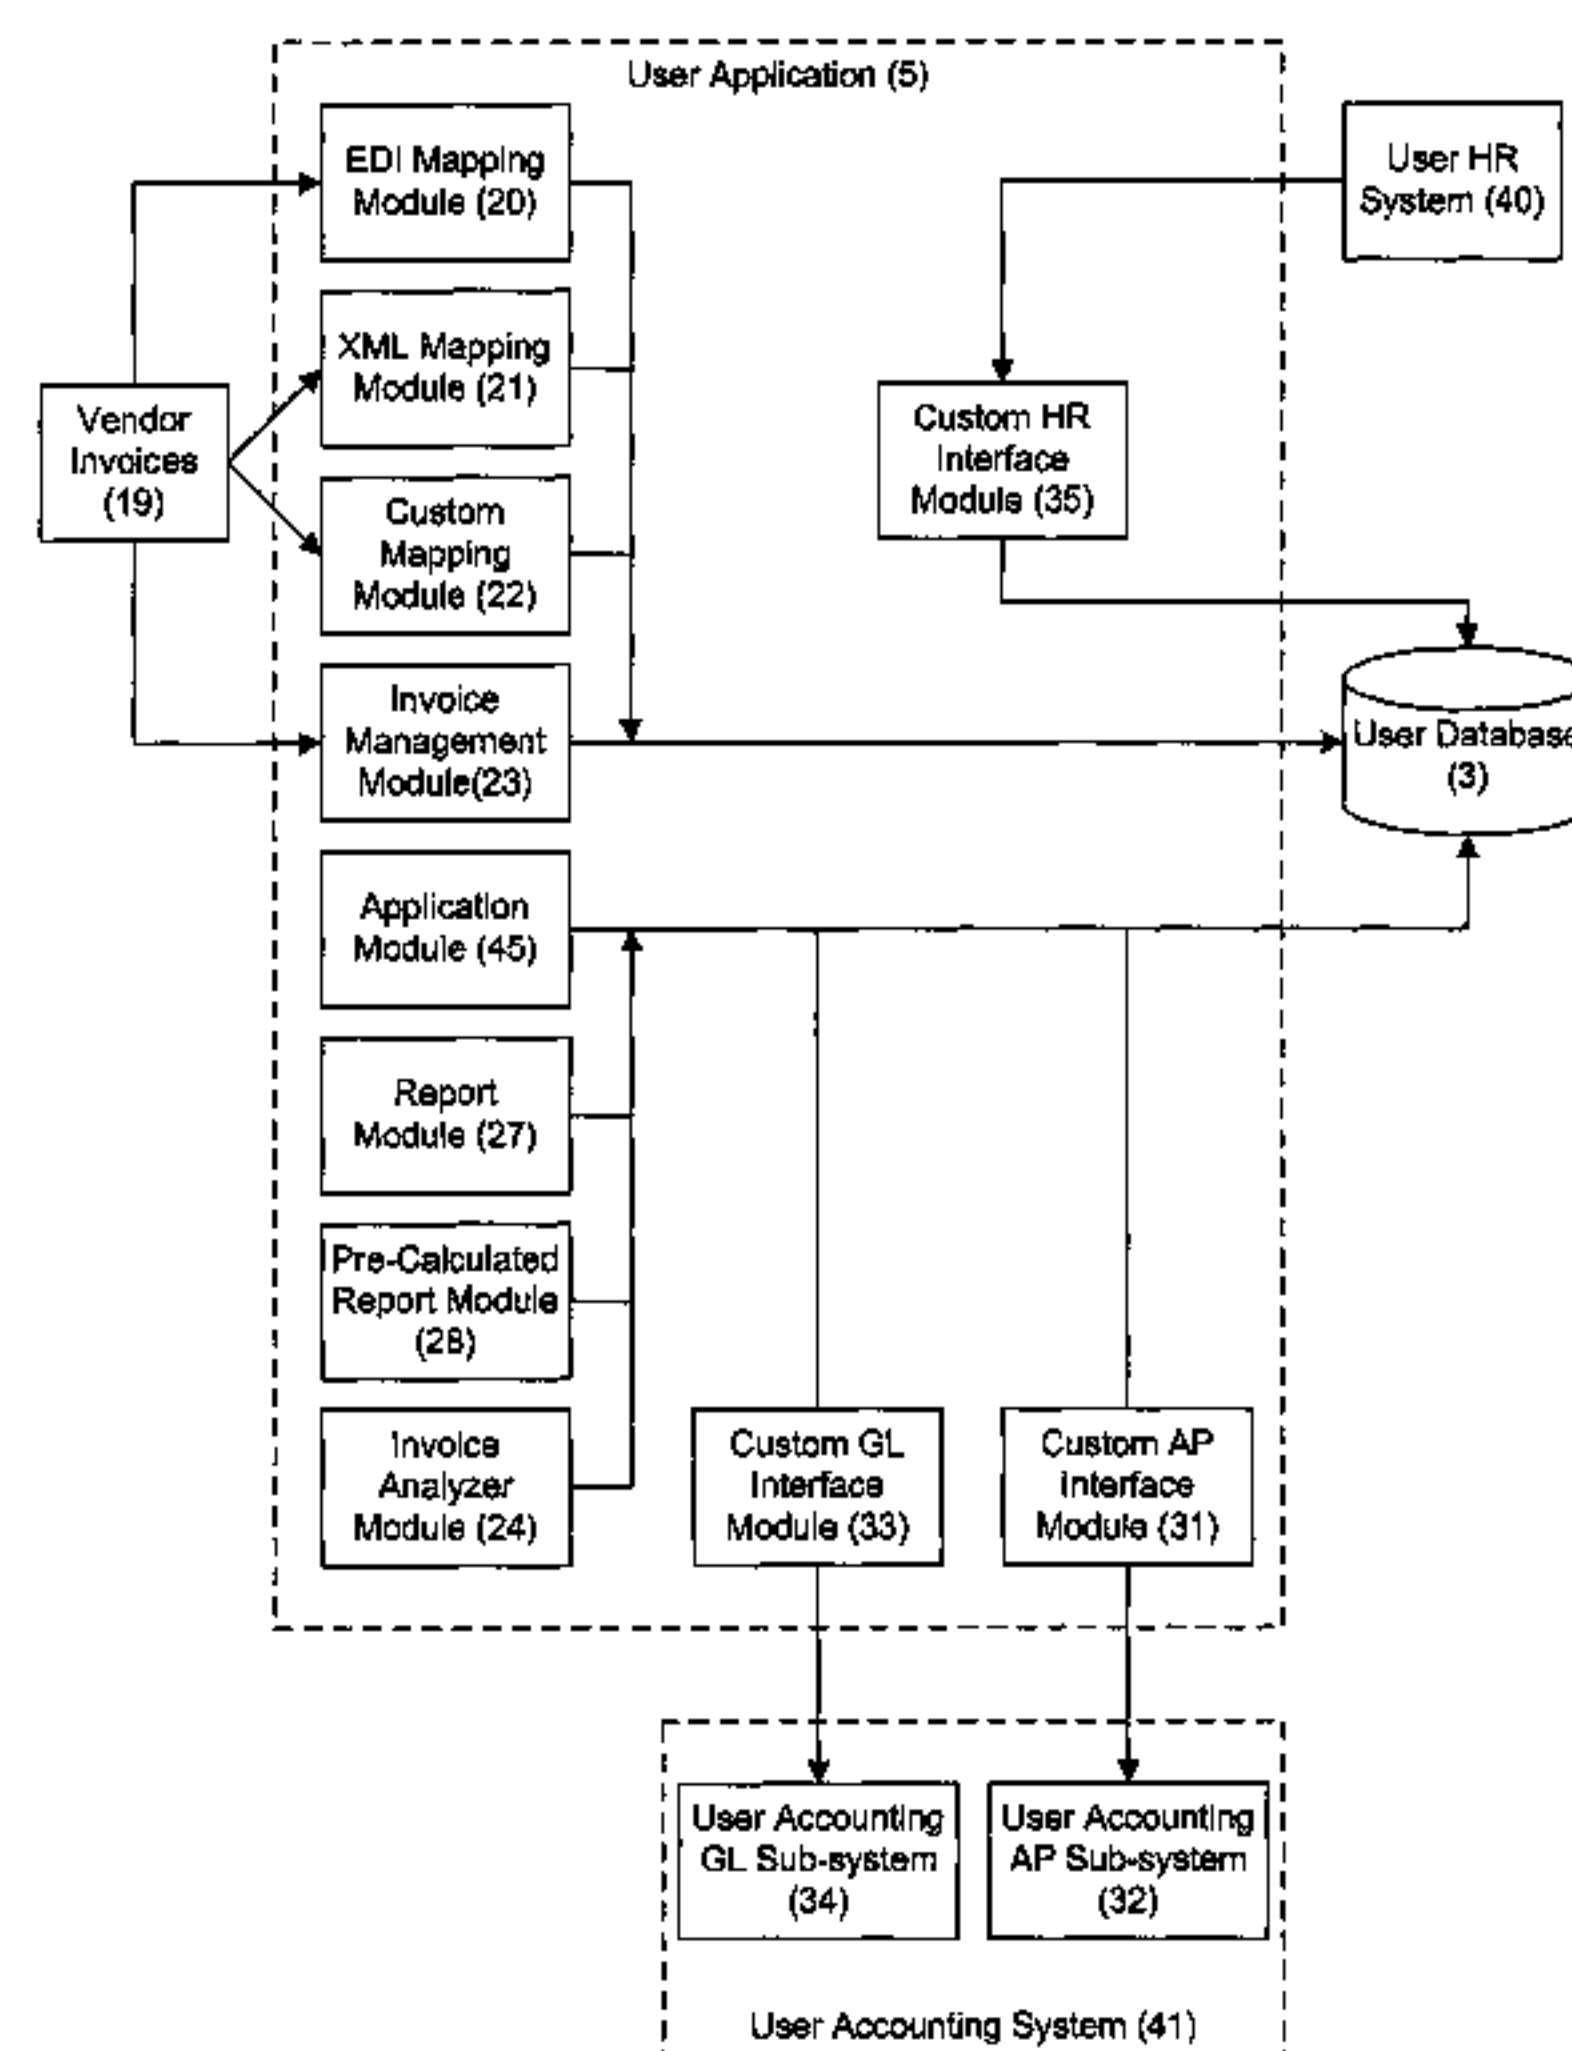 User Application (5)
EDI Mapping
Module (20)
User HR
System (40)
XML Mapping
Module (21)
Vendor
Invoices
(19)
Custom HR
Interface
Module (35)
Custom
Mapping
Module (22)
Invoice
Management
Module(23)
User Database
(3)
Application
Module (45)
Report
Module (27)
Pre-Calculated
Report Module
(28)
Invoice
Analyzer
Module (24)
Custom GL
Interface
Module (33)
Custom AP
Interface
Module (31)
User Accounting
GL Sub-system
(34)
User Accounting
AP Sub-system
(32)
User Accounting System (41)